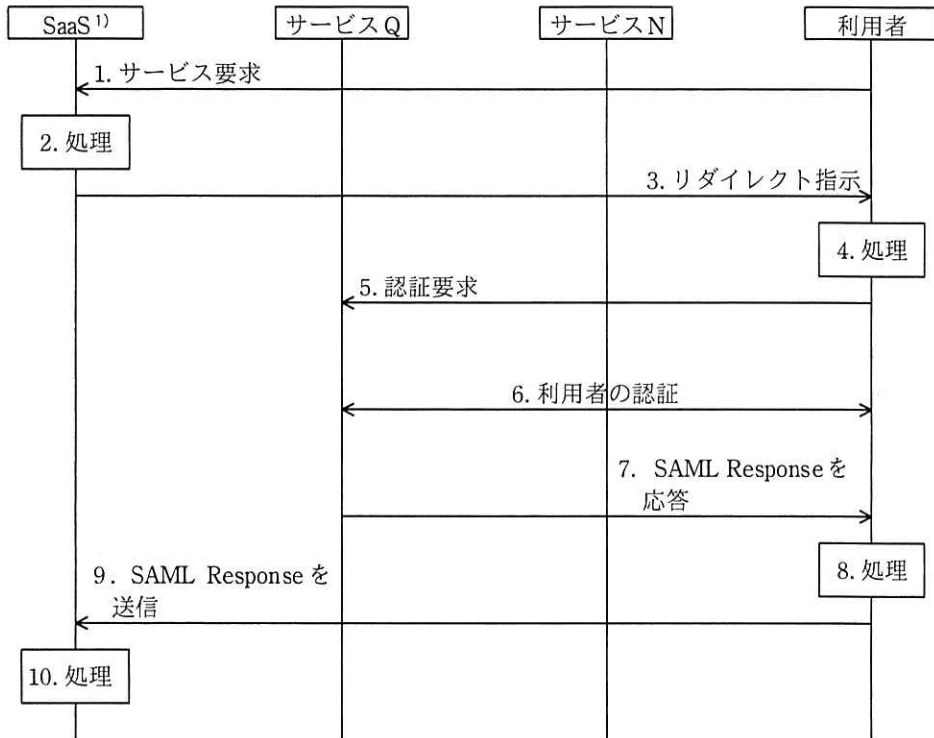 SaaS 1)
サービスQ
サービスN
利用者
1. サービス要求
2. 処理
3. リダイレクト指示
4. 処理
5. 認証要求
6. 利用者の認証
7. SAML Responseを
応答
8. 処理
9. SAML Responseを
送信
10. 処理